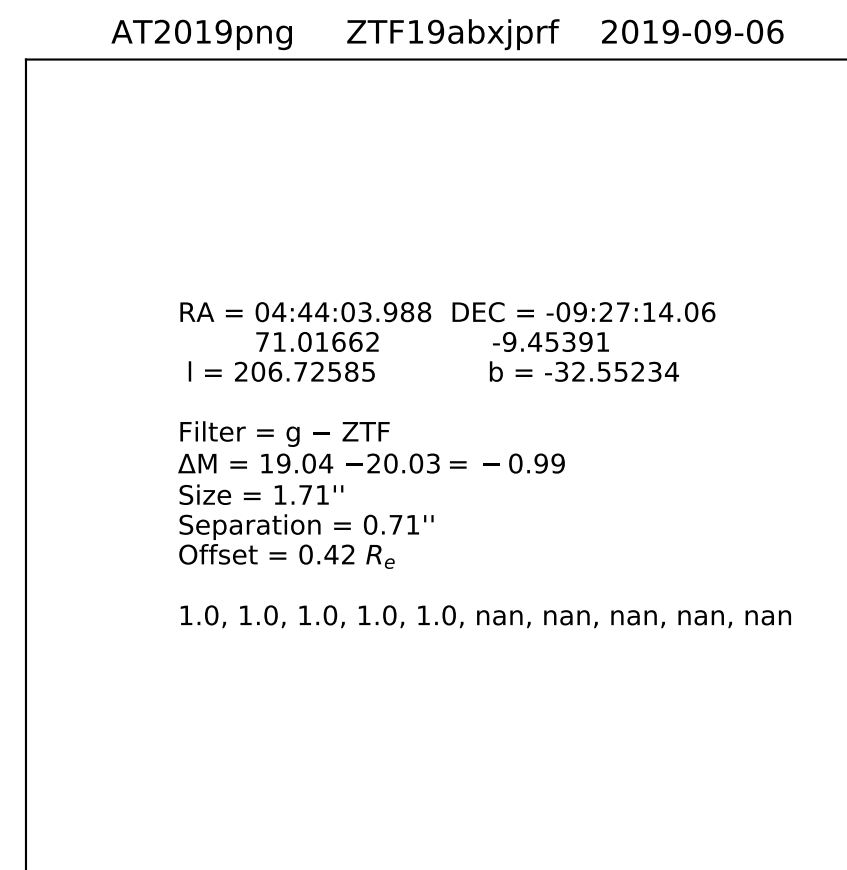 AT2019png ZTF19abxjprf 2019-09-06
RA = 04:44:03.988 DEC = -09:27:14.06
71.01662 -9.45391
l = 206.72585 b = -32.55234
Filter = g − ZTF
ΔM = 19.04 −20.03 = − 0.99
Size = 1.71''
Separation = 0.71''
Offset = 0.42 Re
1.0, 1.0, 1.0, 1.0, 1.0, nan, nan, nan, nan, nan